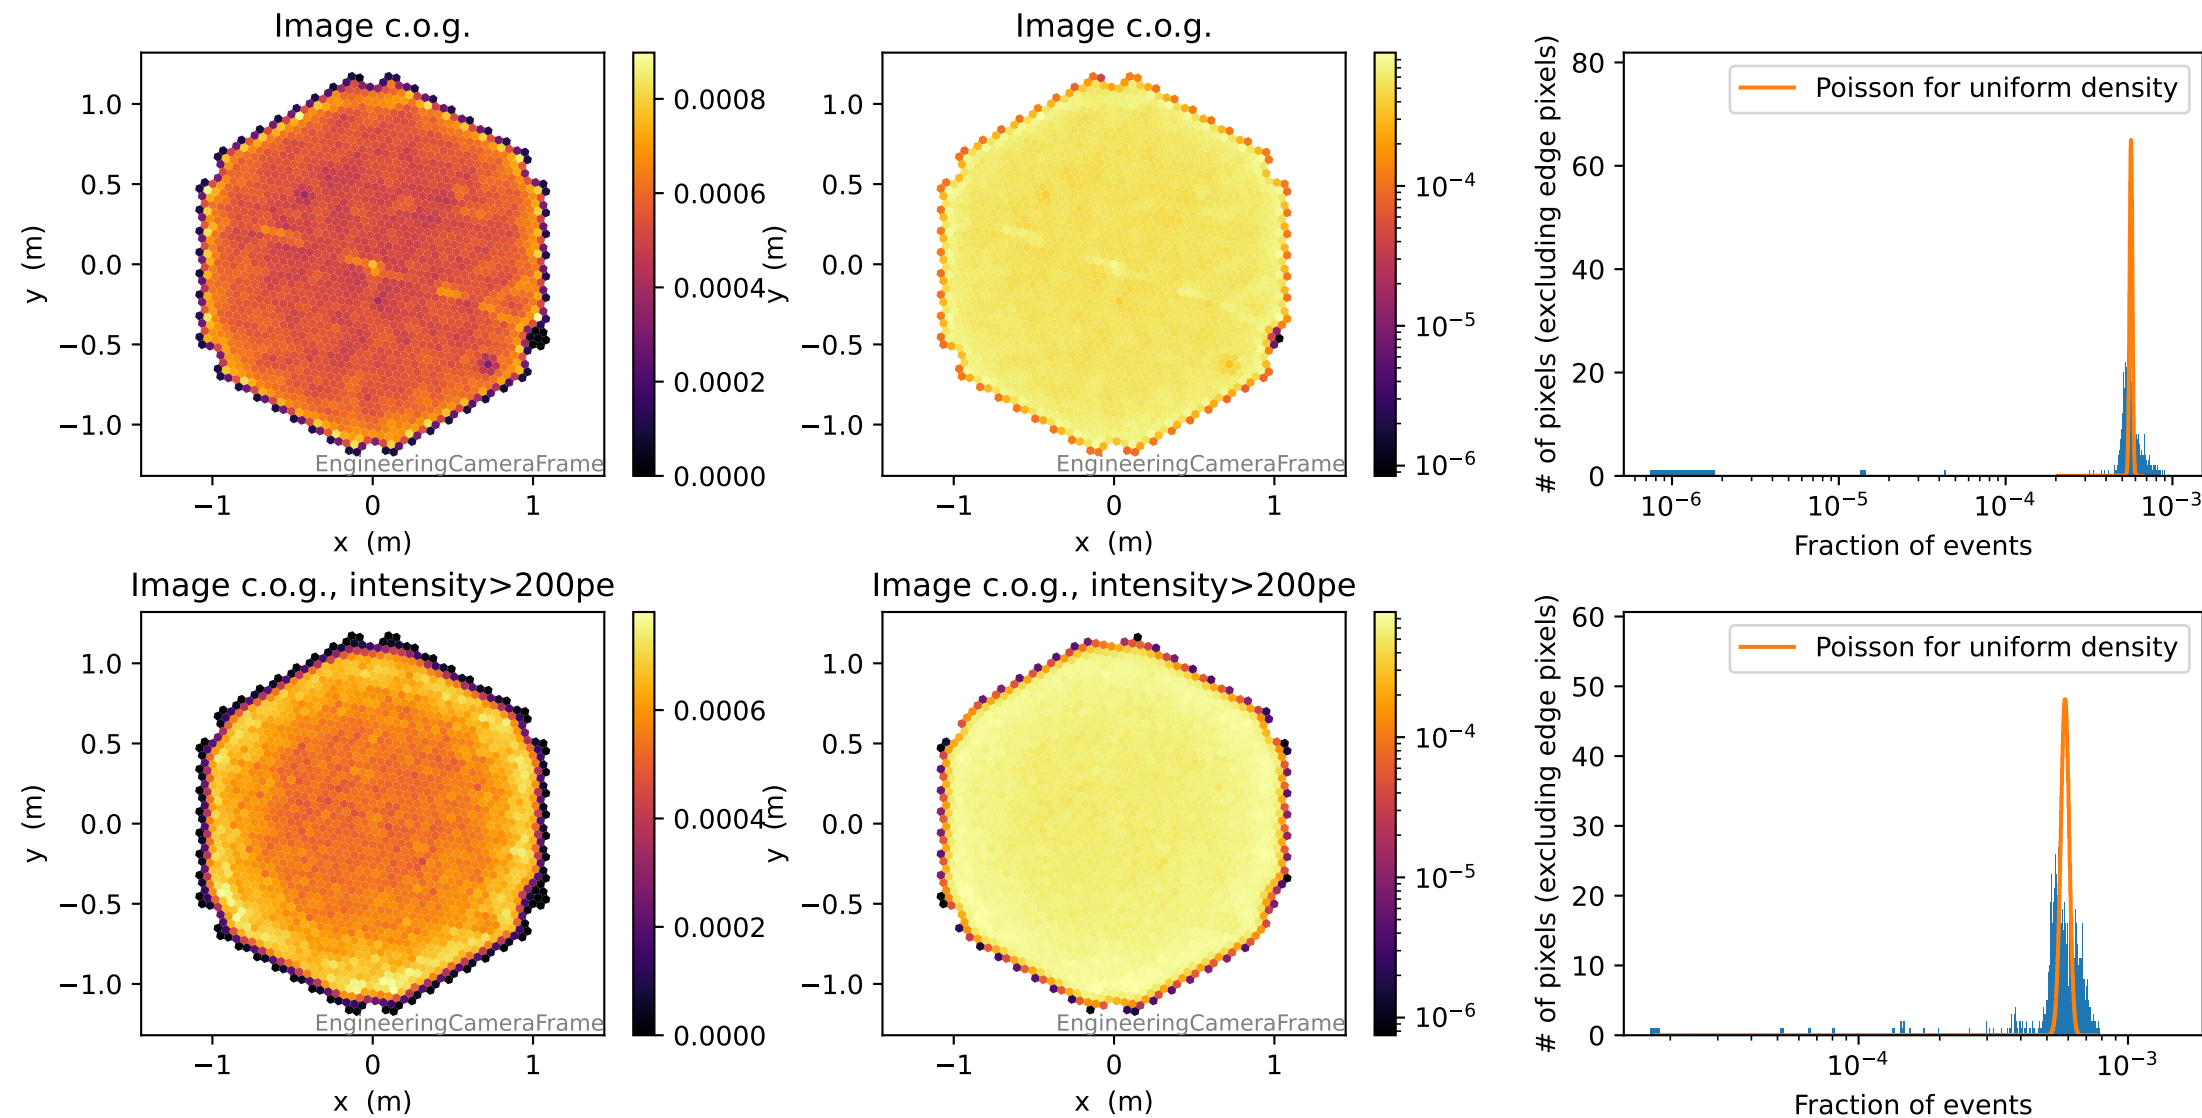 Image c.o.g.
1.0
0.5
0.0
−0.5
−1.0
y (m)
−1
0
1
x (m)
EngineeringCameraFrame
0.0008
0.0006
0.0004
0.0002
0.0000
Image c.o.g.
1.0
0.5
0.0
−0.5
−1.0
y (m)
−1
0
1
x (m)
EngineeringCameraFrame
10⁻⁴
10⁻⁵
10⁻⁶
# of pixels (excluding edge pixels)
80
60
40
20
0
Poisson for uniform density
10⁻⁶
10⁻⁵
10⁻⁴
10⁻³
Fraction of events
Image c.o.g., intensity>200pe
1.0
0.5
0.0
−0.5
−1.0
y (m)
−1
0
1
x (m)
EngineeringCameraFrame
0.0006
0.0004
0.0002
0.0000
Image c.o.g., intensity>200pe
1.0
0.5
0.0
−0.5
−1.0
y (m)
−1
0
1
x (m)
EngineeringCameraFrame
10⁻⁴
10⁻⁵
10⁻⁶
# of pixels (excluding edge pixels)
60
50
40
30
20
10
0
Poisson for uniform density
10⁻⁴
10⁻³
Fraction of events